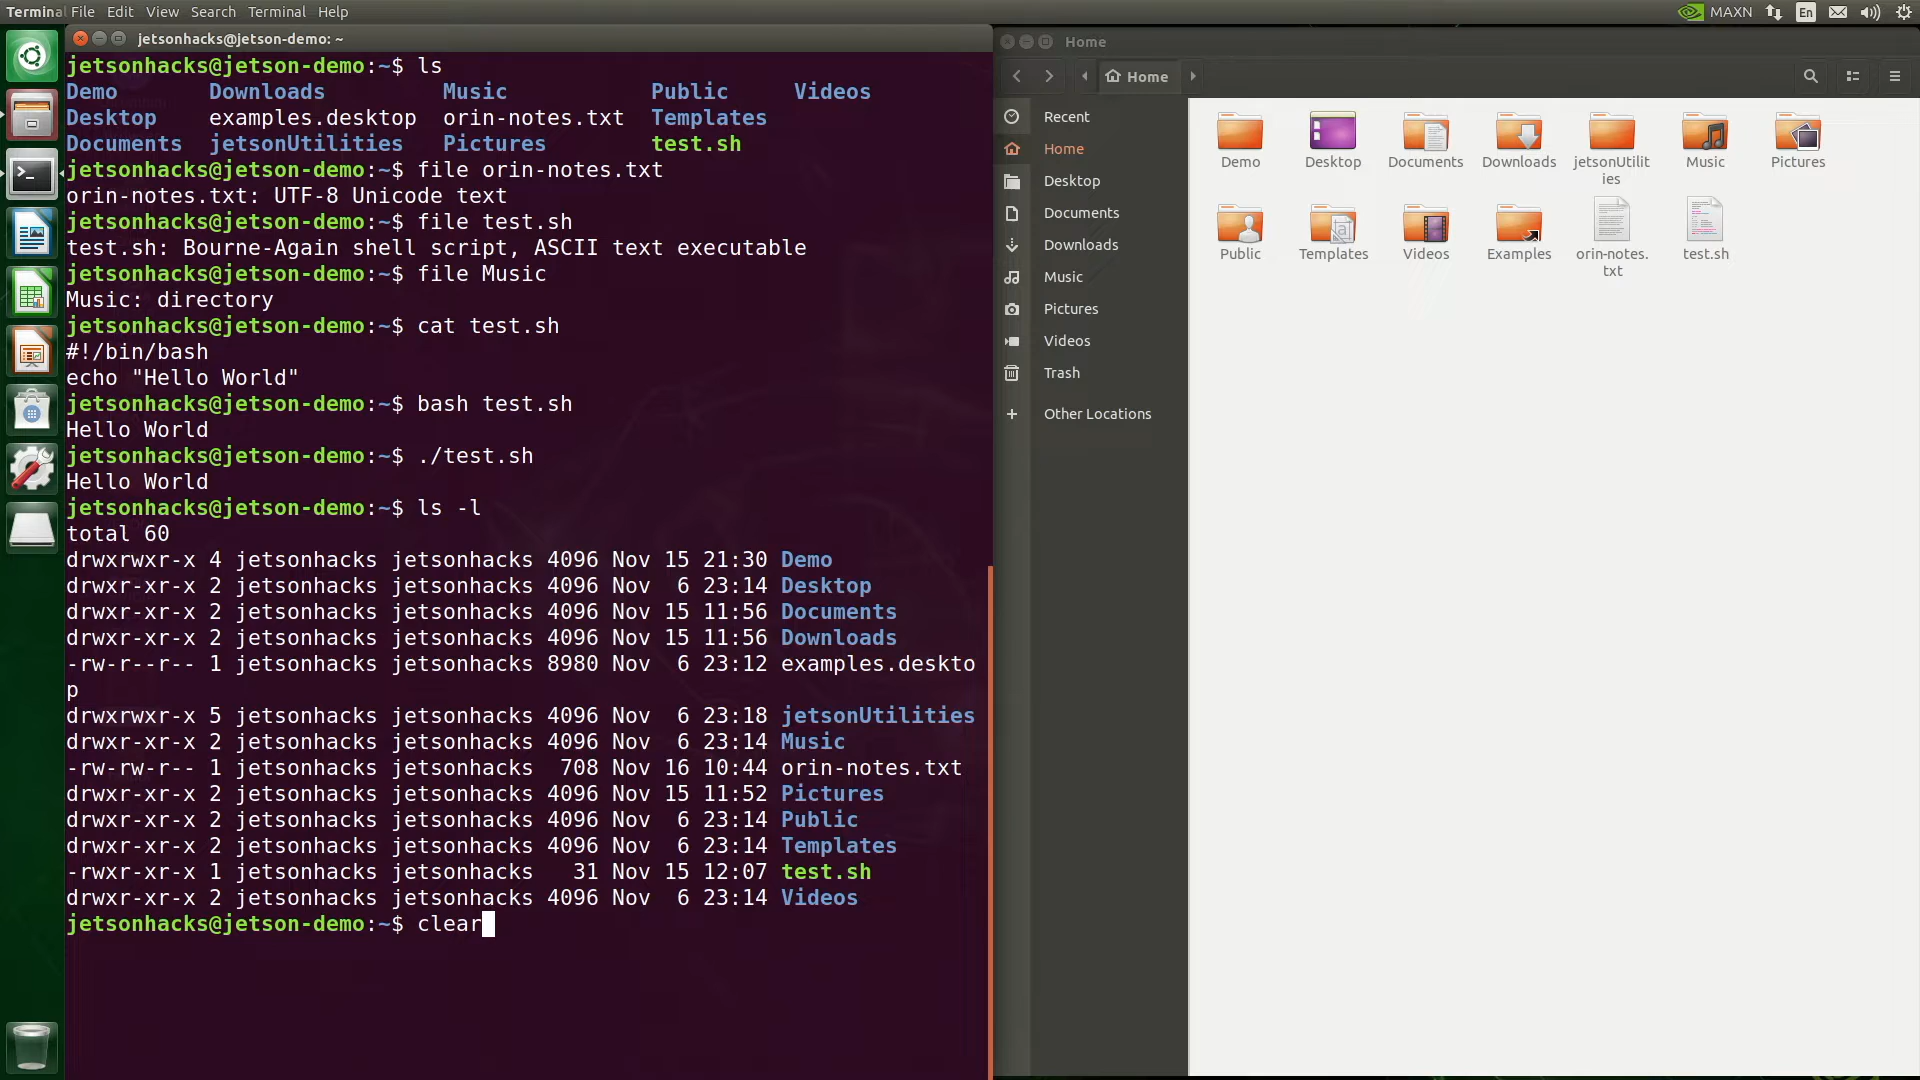 Terminal File Edit View Search Terminal Help
MAXN En
jetsonhacks@jetson-demo: ~
jetsonhacks@jetson-demo:~$ ls
Demo Downloads Music Public Videos
Desktop examples.desktop orin-notes.txt Templates
Documents jetsonUtilities Pictures test.sh
jetsonhacks@jetson-demo:~$ file orin-notes.txt
orin-notes.txt: UTF-8 Unicode text
jetsonhacks@jetson-demo:~$ file test.sh
test.sh: Bourne-Again shell script, ASCII text executable
jetsonhacks@jetson-demo:~$ file Music
Music: directory
jetsonhacks@jetson-demo:~$ cat test.sh
#!/bin/bash
echo "Hello World"
jetsonhacks@jetson-demo:~$ bash test.sh
Hello World
jetsonhacks@jetson-demo:~$ ./test.sh
Hello World
jetsonhacks@jetson-demo:~$ ls -l
total 60
drwxrwxr-x 4 jetsonhacks jetsonhacks 4096 Nov 15 21:30 Demo
drwxr-xr-x 2 jetsonhacks jetsonhacks 4096 Nov  6 23:14 Desktop
drwxr-xr-x 2 jetsonhacks jetsonhacks 4096 Nov 15 11:56 Documents
drwxr-xr-x 2 jetsonhacks jetsonhacks 4096 Nov 15 11:56 Downloads
-rw-r--r-- 1 jetsonhacks jetsonhacks 8980 Nov  6 23:12 examples.deskto
p
drwxrwxr-x 5 jetsonhacks jetsonhacks 4096 Nov  6 23:18 jetsonUtilities
drwxr-xr-x 2 jetsonhacks jetsonhacks 4096 Nov  6 23:14 Music
-rw-rw-r-- 1 jetsonhacks jetsonhacks  708 Nov 16 10:44 orin-notes.txt
drwxr-xr-x 2 jetsonhacks jetsonhacks 4096 Nov 15 11:52 Pictures
drwxr-xr-x 2 jetsonhacks jetsonhacks 4096 Nov  6 23:14 Public
drwxr-xr-x 2 jetsonhacks jetsonhacks 4096 Nov  6 23:14 Templates
-rwxr-xr-x 1 jetsonhacks jetsonhacks   31 Nov 15 12:07 test.sh
drwxr-xr-x 2 jetsonhacks jetsonhacks 4096 Nov  6 23:14 Videos
jetsonhacks@jetson-demo:~$ clear
Home
Home
Recent
Home
Desktop
Documents
Downloads
Music
Pictures
Videos
Trash
Other Locations
Demo Desktop Documents Downloads jetsonUtilit Music Pictures
ies
Public Templates Videos Examples orin-notes. test.sh
txt